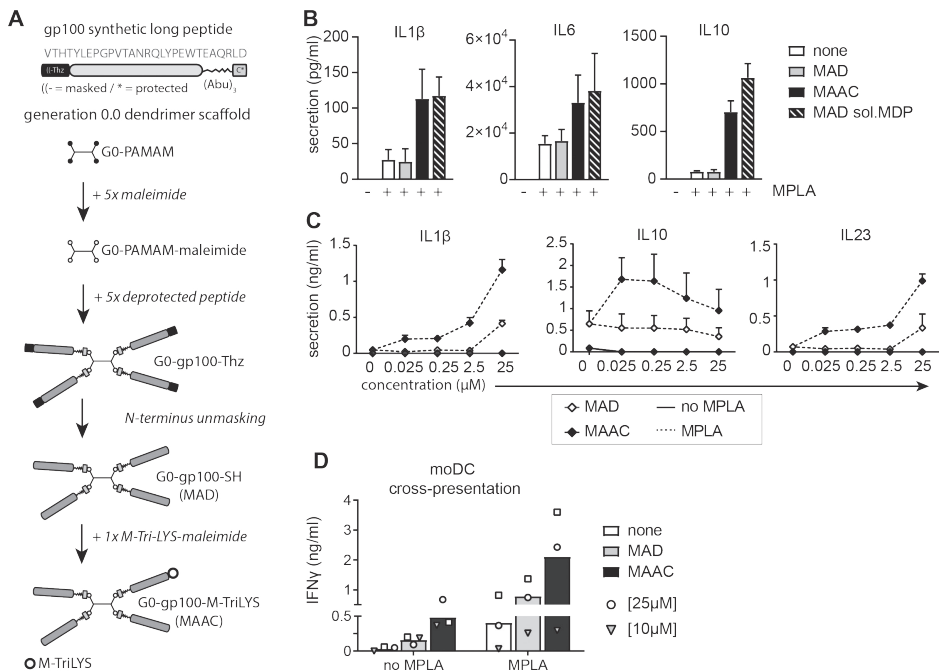 A
gp100 synthetic long peptide
VTHTYLEPGPVTANRQLYPEWTEAQRLD
((-Thz
C*
(Abu)3
((- = masked / * = protected
generation 0.0 dendrimer scaffold
G0-PAMAM
+ 5x maleimide
G0-PAMAM-maleimide
+ 5x deprotected peptide
G0-gp100-Thz
N-terminus unmasking
G0-gp100-SH
(MAD)
+ 1x M-Tri-LYS-maleimide
G0-gp100-M-TriLYS
(MAAC)
M-TriLYS
B
secretion (pg/ml)
IL1β
200
150
100
50
0
- + + + +
IL6
6×10⁴
4×10⁴
2×10⁴
0
- + + + +
IL10
1500
1000
500
0
- + + + +
MPLA
none
MAD
MAAC
MAD sol.MDP
C
secretion (ng/ml)
IL1β
1.5
1
0.5
0
0 0.025 0.25 2.5 25
IL10
2.5
2
1.5
1
0.5
0
0 0.025 0.25 2.5 25
IL23
1.5
1
0.5
0
0 0.025 0.25 2.5 25
concentration (μM)
MAD
no MPLA
MAAC
MPLA
D
moDC
cross-presentation
IFNγ (ng/ml)
4
3
2
1
0.5
0
no MPLA
MPLA
none
MAD
MAAC
[25μM]
[10μM]